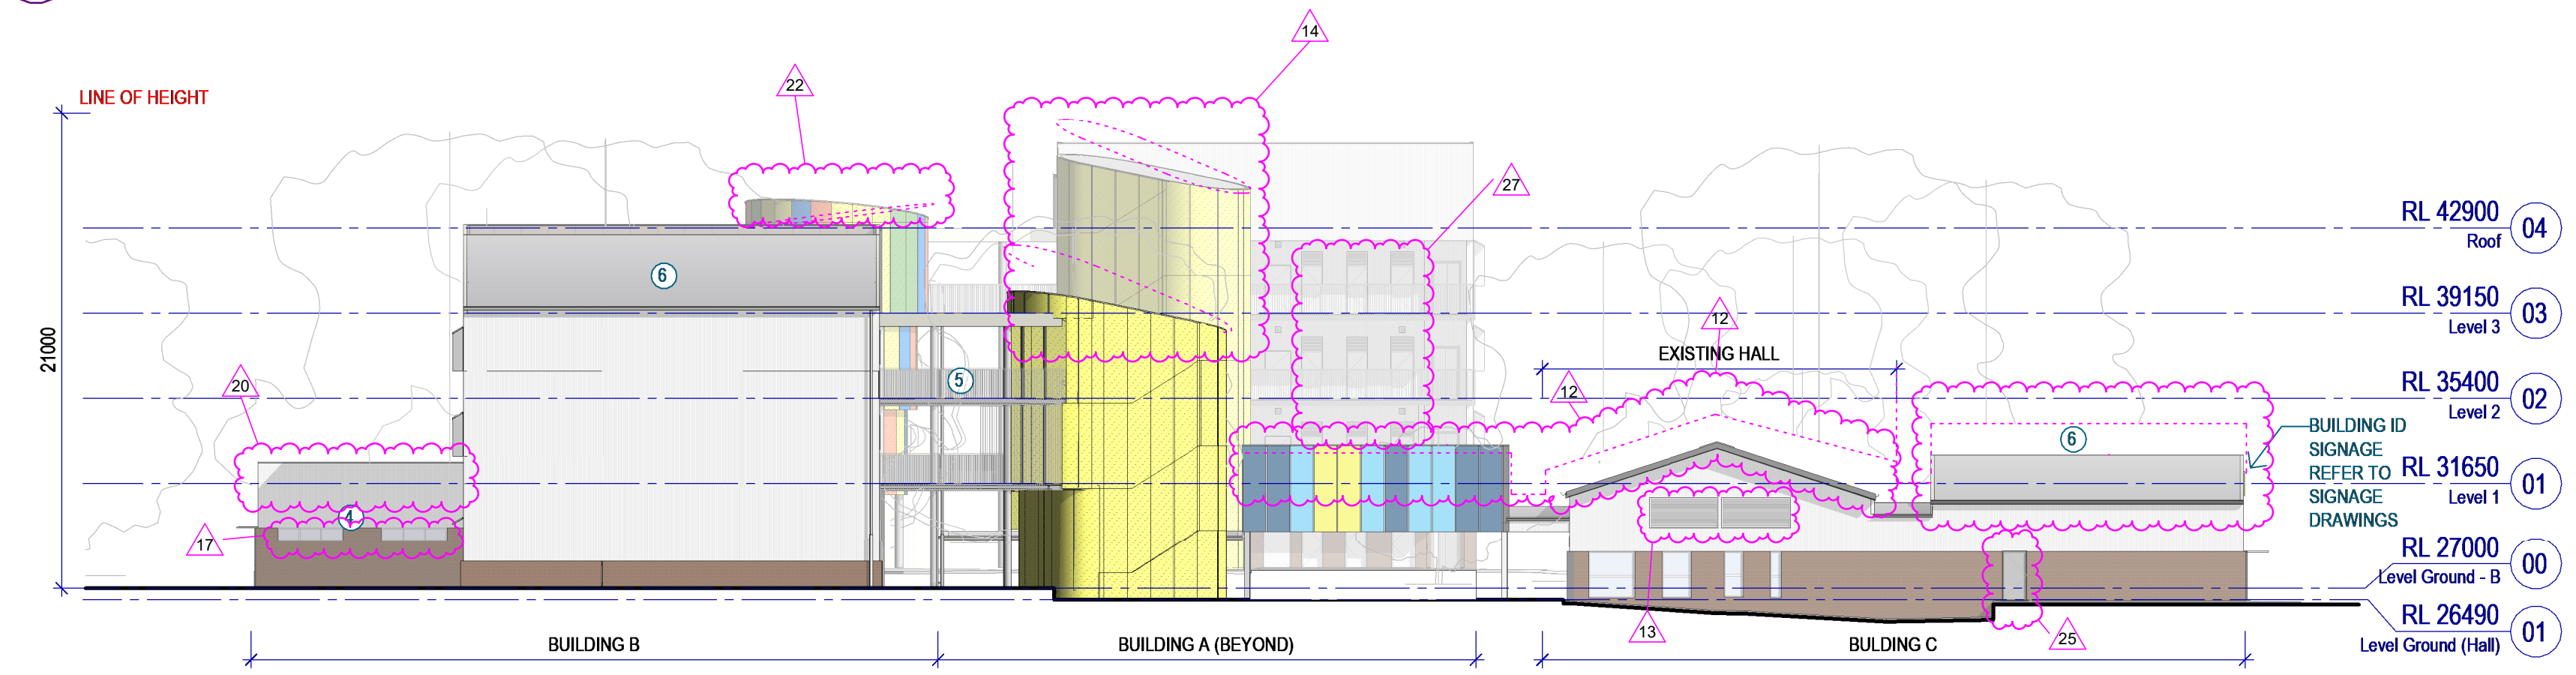 14
22
LINE OF HEIGHT
27
RL 42900
04
Roof
6
RL 39150
03
Level 3
12
21000
EXISTING HALL
20
5
12
RL 35400
02
Level 2
6
BUILDING ID
SIGNAGE
REFER TO
SIGNAGE
DRAWINGS
RL 31650
01
Level 1
4
17
RL 27000
00
Level Ground - B
RL 26490
01
Level Ground (Hall)
13
25
BUILDING B
BUILDING A (BEYOND)
BULDING C